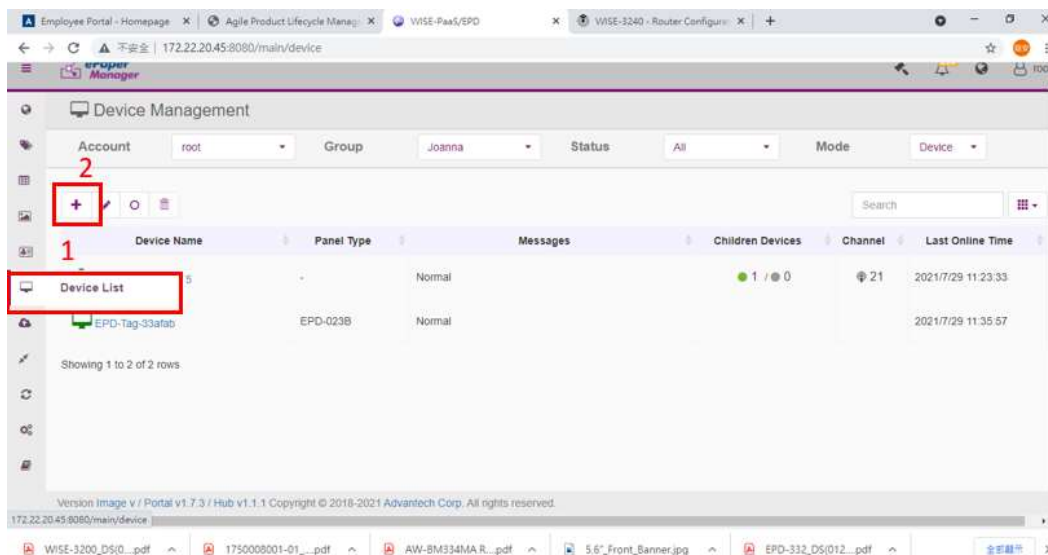 Employee Portal - Homepage
Agile Product Lifecycle Manag
WISE-PaaS/EPD
WISE-3240 - Router Configurat
不安全 | 172.22.20.45:8080/main/device
ePaper
Manager
roo
Device Management
Account root Group Joanna Status All Mode Device
2
Search
Device Name Panel Type Messages Children Devices Channel Last Online Time
1
5 - Normal 1 / 0 21 2021/7/29 11:23:33
Device List
EPD-Tag-33afab EPD-023B Normal 2021/7/29 11:35:57
Showing 1 to 2 of 2 rows
Version Image v / Portal v1.7.3 / Hub v1.1.1 Copyright © 2018-2021 Advantech Corp. All rights reserved.
172.22.20.45:8080/main/device
WISE-3200_DS(0....pdf
1750008001-01_....pdf
AW-BM334MA R....pdf
5.6"_Front_Banner.jpg
EPD-332_DS(012....pdf
全部顯示